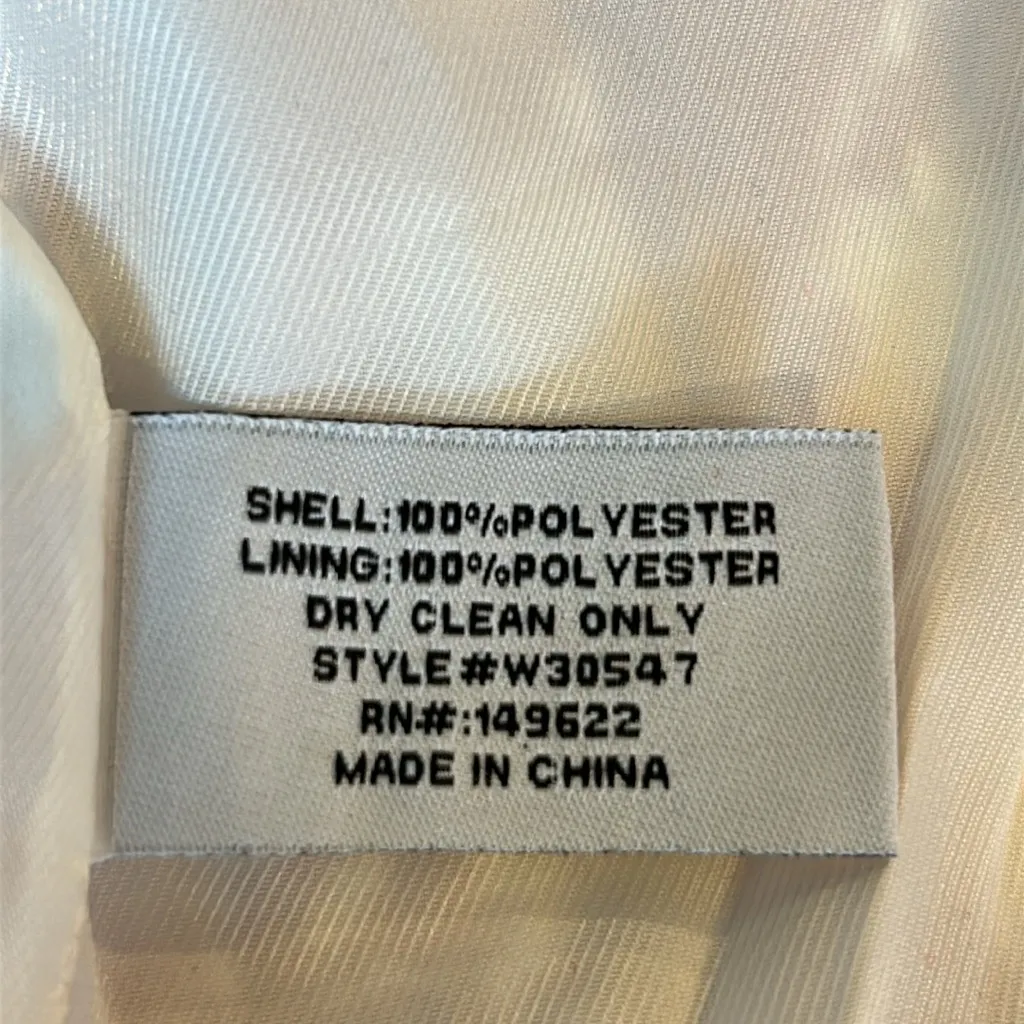 SHELL:100%POLYESTER
LINING:100%POLYESTER
DRY CLEAN ONLY
STYLE#W30547
RN#:149622
MADE IN CHINA